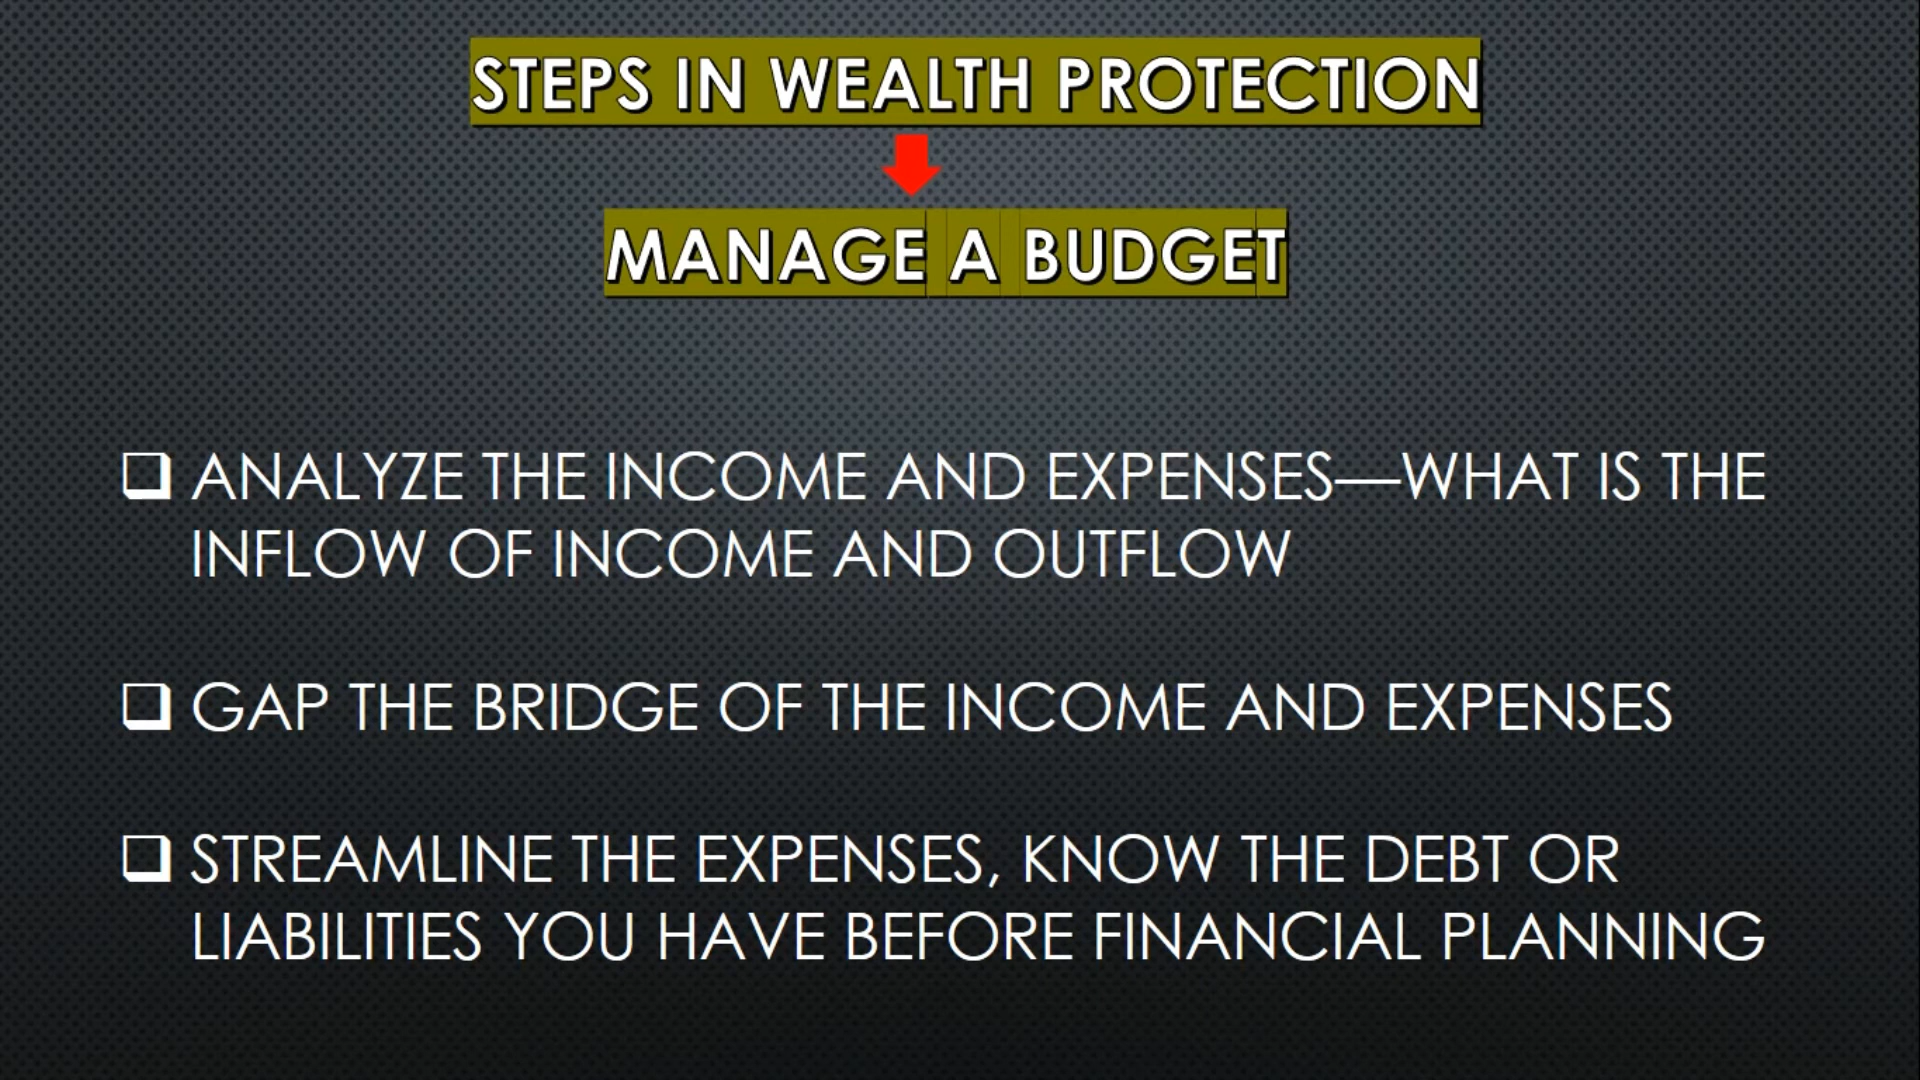 STEPS IN WEALTH PROTECTION
MANAGE A BUDGET
ANALYZE THE INCOME AND EXPENSES—WHAT IS THE
INFLOW OF INCOME AND OUTFLOW
GAP THE BRIDGE OF THE INCOME AND EXPENSES
STREAMLINE THE EXPENSES, KNOW THE DEBT OR
LIABILITIES YOU HAVE BEFORE FINANCIAL PLANNING